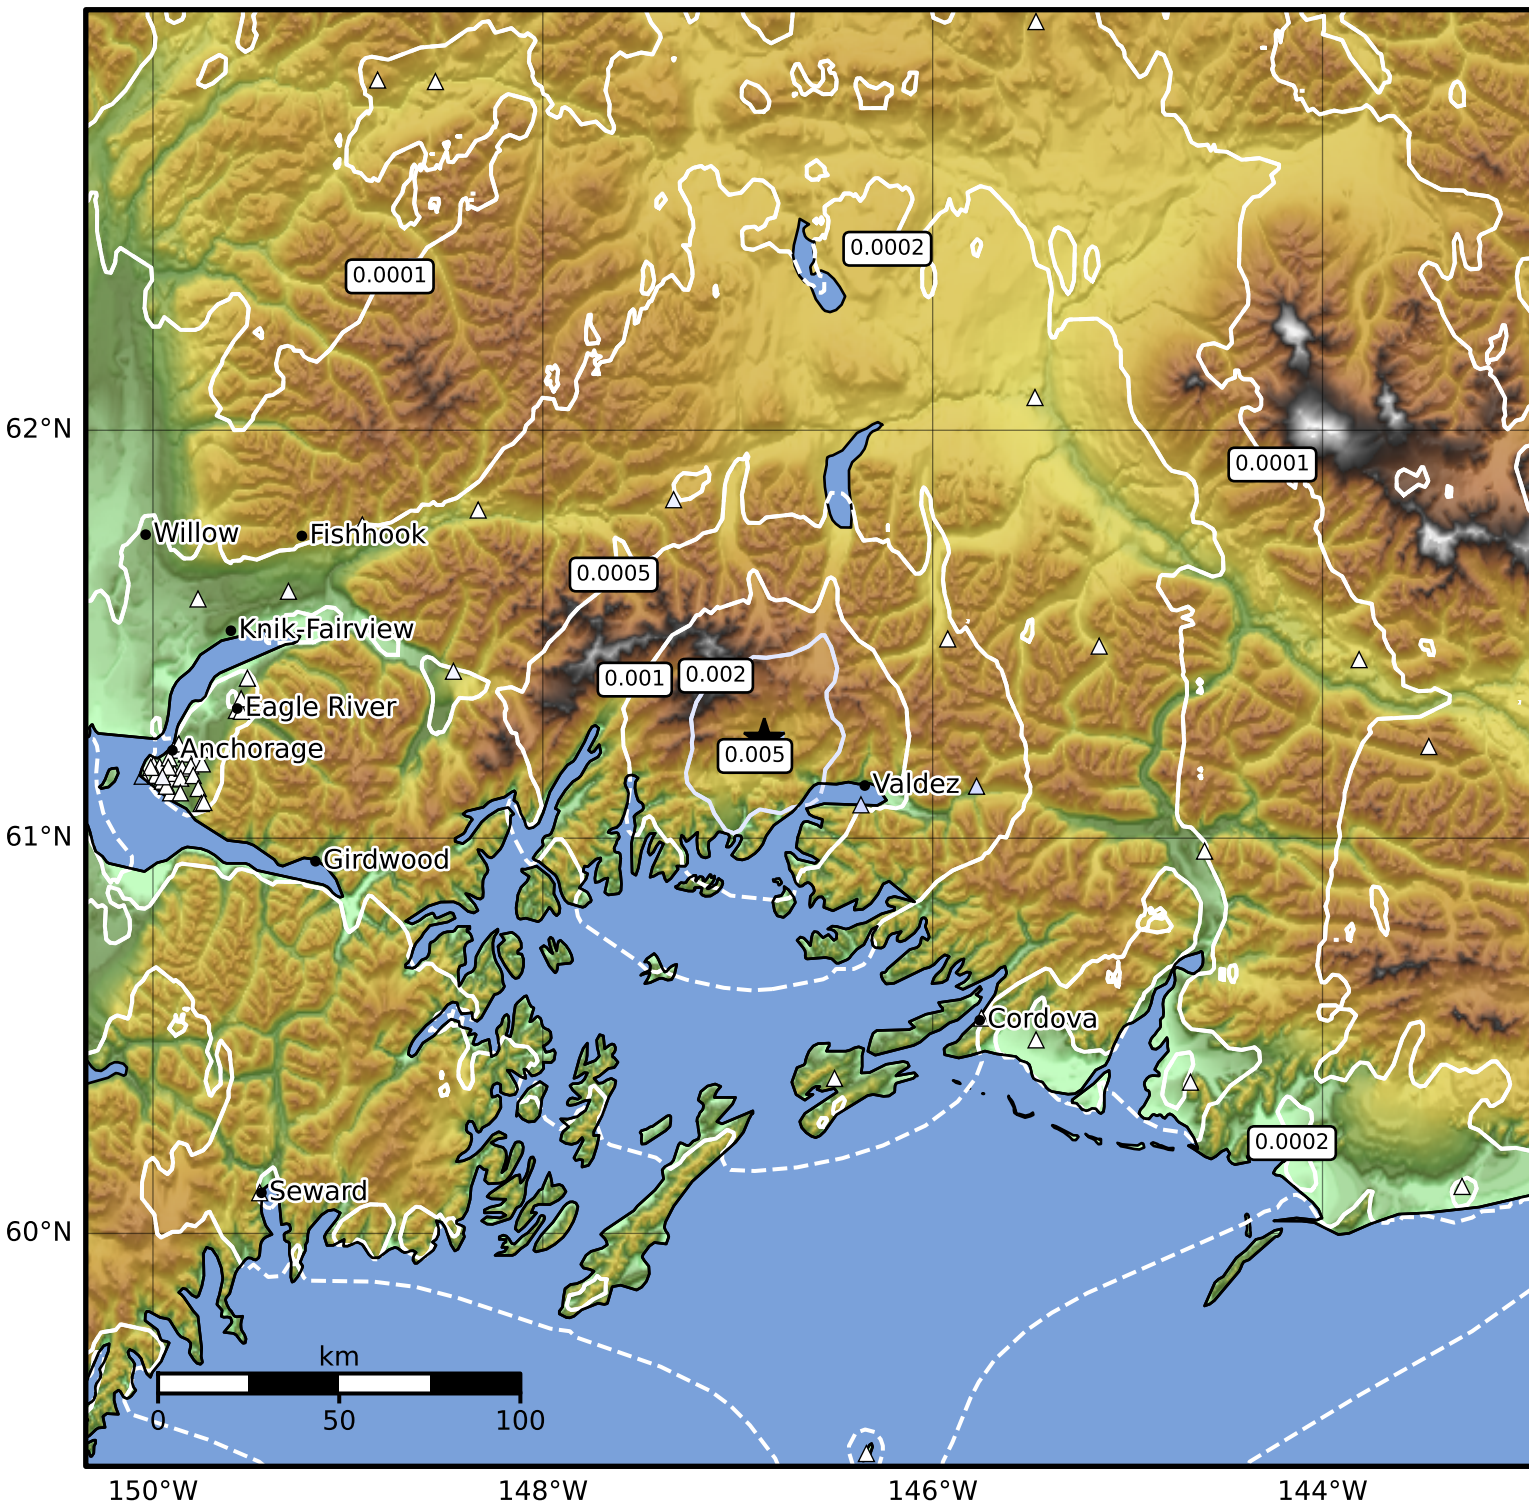 0.0002
0.0001
62°N
0.0001
Willow
Fishhook
0.0005
Knik-Fairview
0.001
0.002
Eagle River
Anchorage
0.005
Valdez
61°N
Girdwood
Cordova
0.0002
Seward
60°N
km
0
50
100
150°W
148°W
146°W
144°W